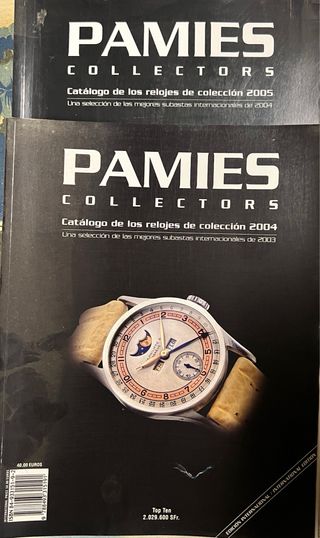 PAMIES
COLLECTORS
Catálogo de los relojes de colección 2005
Una selección de las mejores subastas internacionales de 2004
PAMIES
COLLECTORS
Catálogo de los relojes de colección 2004
Una selección de las mejores subastas internacionales de 2003
40,00 EUROS
Top Ten
2.029.600 SFr.
EDICIÓN INTERNACIONAL / INTERNATIONAL EDITION